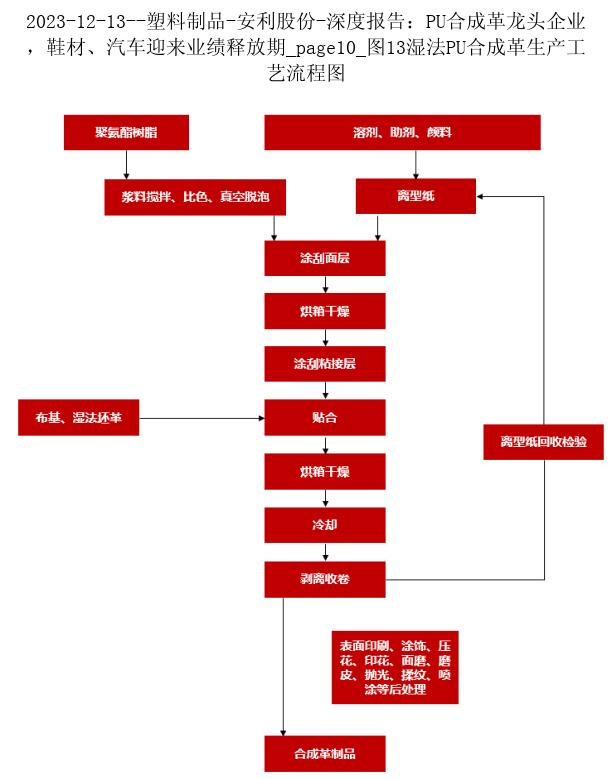 2023-12-13--塑料制品-安利股份-深度报告：PU合成革龙头企业
，鞋材、汽车迎来业绩释放期_page10_图13湿法PU合成革生产工
艺流程图
聚氨酯树脂
溶剂、助剂、颜料
浆料搅拌、比色、真空脱泡
离型纸
涂刮面层
烘箱干燥
涂刮粘接层
布基、湿法坯革
贴合
离型纸回收检验
烘箱干燥
冷却
剥离收卷
表面印刷、涂饰、压
花、印花、面磨、磨
皮、抛光、揉纹、喷
涂等后处理
合成革制品